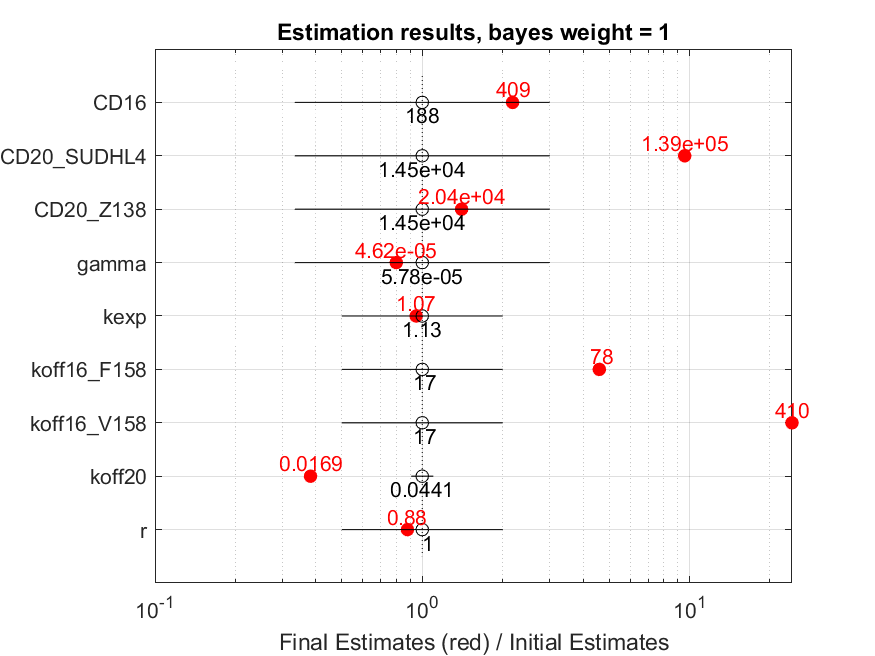 Estimation results, bayes weight = 1
CD16
409
188
CD20_SUDHL4
1.39e+05
1.45e+04
CD20_Z138
2.04e+04
1.45e+04
gamma
4.62e-05
5.78e-05
kexp
1.07
1.13
koff16_F158
78
17
koff16_V158
410
17
koff20
0.0169
0.0441
r
0.88
1
10^-1 10^0 10^1
Final Estimates (red) / Initial Estimates